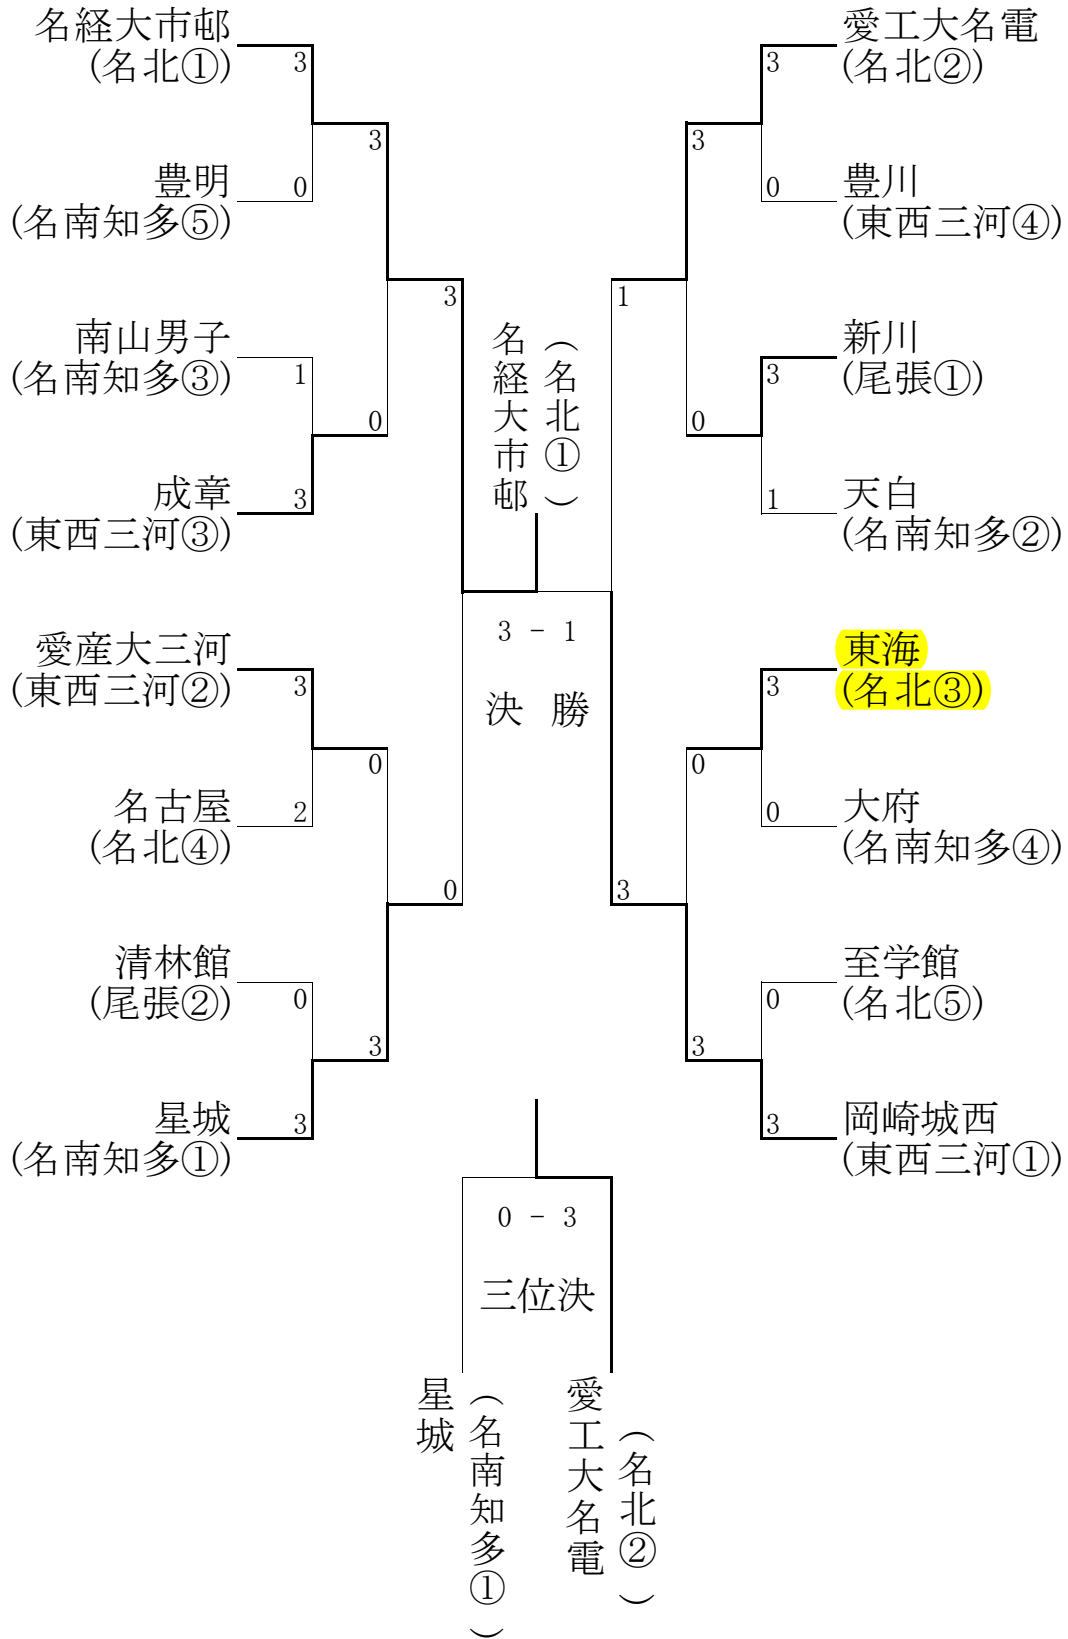 名経大市邨
(名北①)
3
3
豊明
(名南知多⑤)
0
3
南山男子
(名南知多③)
1
0
成章
(東西三河③)
3
愛産大三河
(東西三河②)
3
0
名古屋
(名北④)
2
0
清林館
(尾張②)
0
3
星城
(名南知多①)
3
名経大市邨
(名北①)
3 - 1
決 勝
愛工大名電
(名北②)
3
3
豊川
(東西三河④)
0
1
新川
(尾張①)
3
0
天白
(名南知多②)
1
東海
(名北③)
3
0
大府
(名南知多④)
0
3
至学館
(名北⑤)
0
3
岡崎城西
(東西三河①)
3
0 - 3
三位決
星城
(名南知多①)
愛工大名電
(名北②)